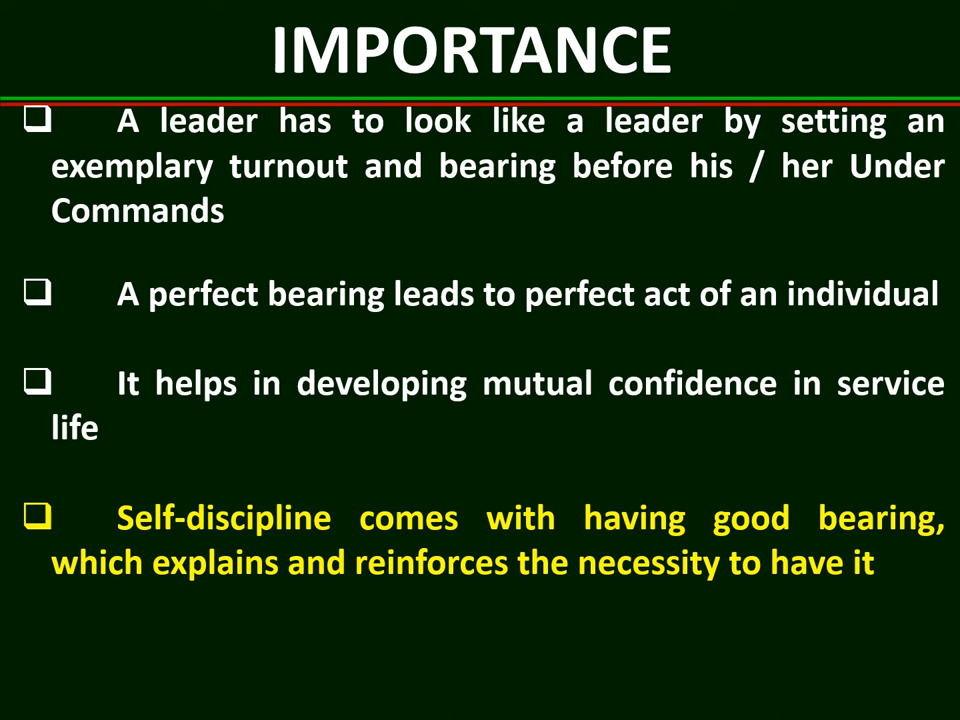 IMPORTANCE
❑ A leader has to look like a leader by setting an
exemplary turnout and bearing before his / her Under
Commands
❑ A perfect bearing leads to perfect act of an individual
❑ It helps in developing mutual confidence in service
life
❑ Self-discipline comes with having good bearing,
which explains and reinforces the necessity to have it